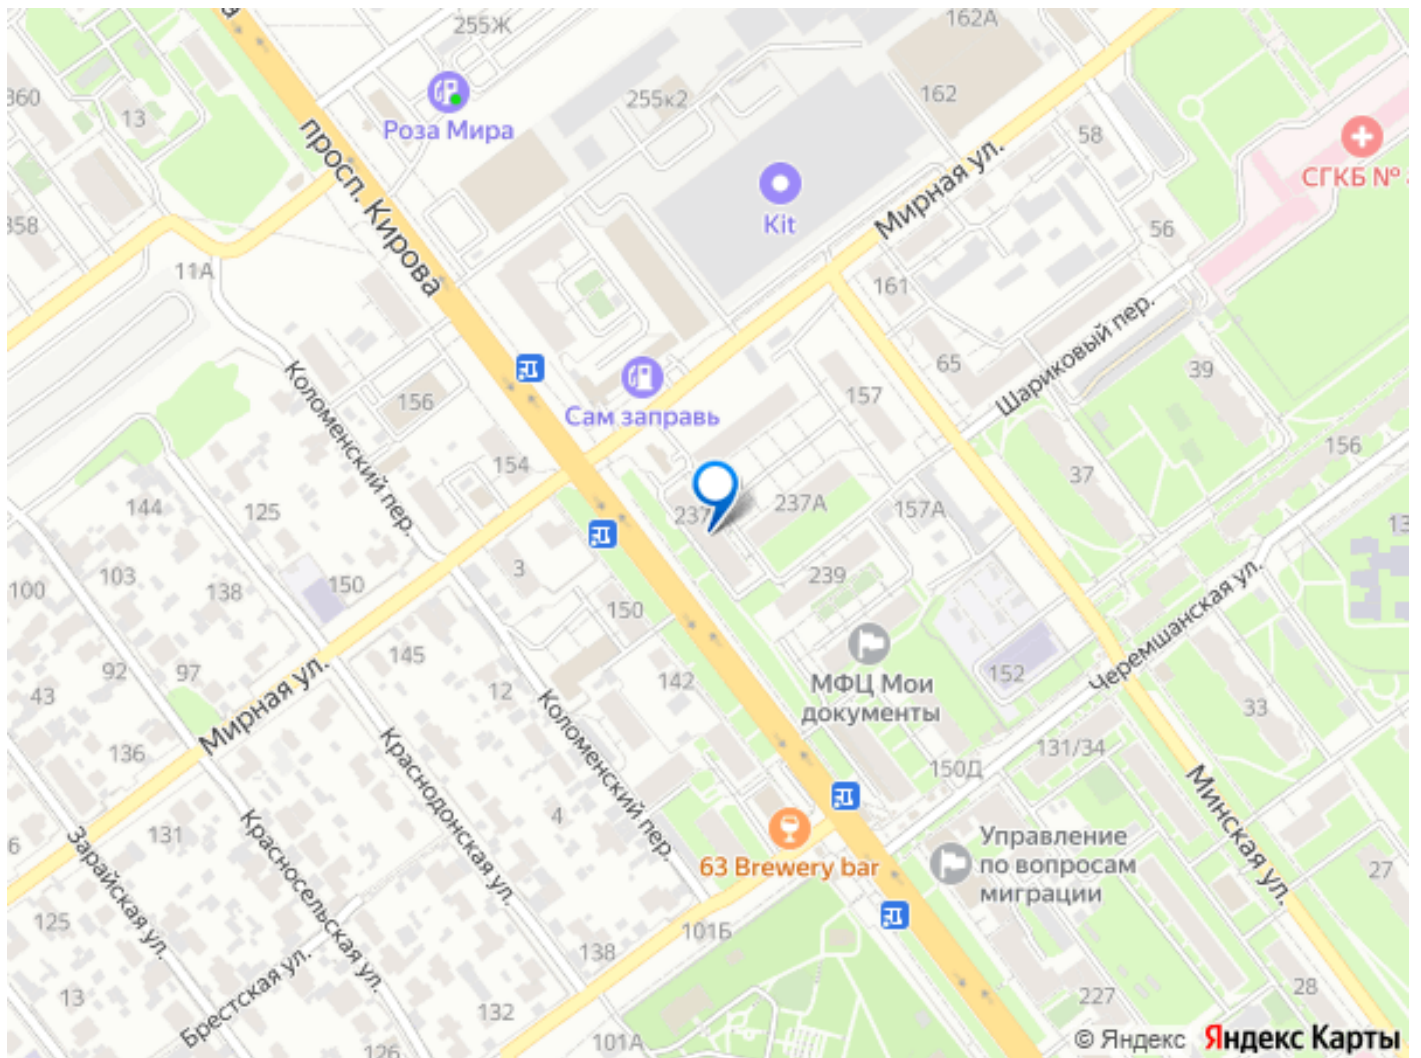 255Ж
162А
360
13
Роза Мира
255к2
162
58
СГКБ №
просп. Кирова
Kit
Мирная ул.
358
56
11А
161
Шариковый пер.
65
39
Коломенский пер.
156
Сам заправь
157
154
37
156
144
125
237
237А
157А
3
239
100
103
138
150
150
Черемшанская ул.
92
97
145
142
152
43
12
МФЦ Мои
документы
33
Мирная ул.
Коломенский пер.
136
Краснодонская ул.
131/34
150Д
Минская ул.
131
4
Зарайская ул.
Красносельская ул.
63 Brewery bar
Управление
по вопросам
миграции
27
125
101Б
138
Брестская ул.
13
132
227
28
126
101А
© Яндекс Яндекс Карты